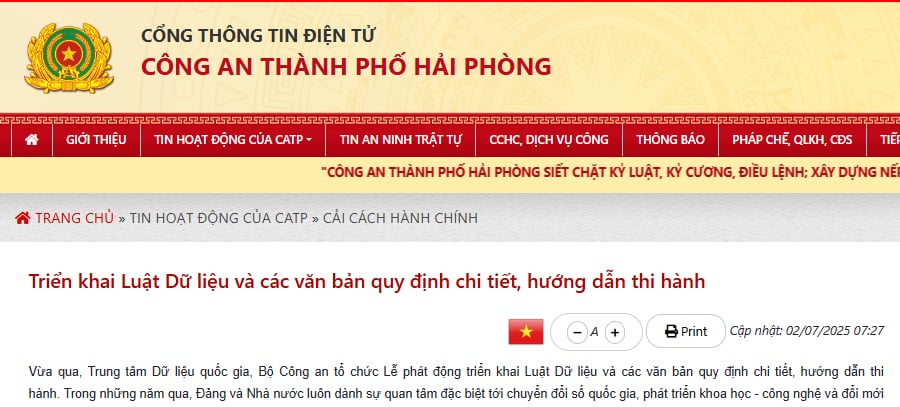 CỔNG THÔNG TIN ĐIỆN TỬ
CÔNG AN THÀNH PHỐ HẢI PHÒNG
GIỚI THIỆU TIN HOẠT ĐỘNG CỦA CATP TIN AN NINH TRẬT TỰ CCHC, DỊCH VỤ CÔNG THÔNG BÁO PHÁP CHẾ, QLKH, CĐS TIẾP
"CÔNG AN THÀNH PHỐ HẢI PHÒNG SIẾT CHẶT KỶ LUẬT, KỶ CƯƠNG, ĐIỀU LỆNH; XÂY DỰNG NẾP
TRANG CHỦ » TIN HOẠT ĐỘNG CỦA CATP » CẢI CÁCH HÀNH CHÍNH
Triển khai Luật Dữ liệu và các văn bản quy định chi tiết, hướng dẫn thi hành
− A + Print Cập nhật: 02/07/2025 07:27
Vừa qua, Trung tâm Dữ liệu quốc gia, Bộ Công an tổ chức Lễ phát động triển khai Luật Dữ liệu và các văn bản quy định chi tiết, hướng dẫn thi
hành. Trong những năm qua, Đảng và Nhà nước luôn dành sự quan tâm đặc biệt tới chuyển đổi số quốc gia, phát triển khoa học - công nghệ và đổi mới